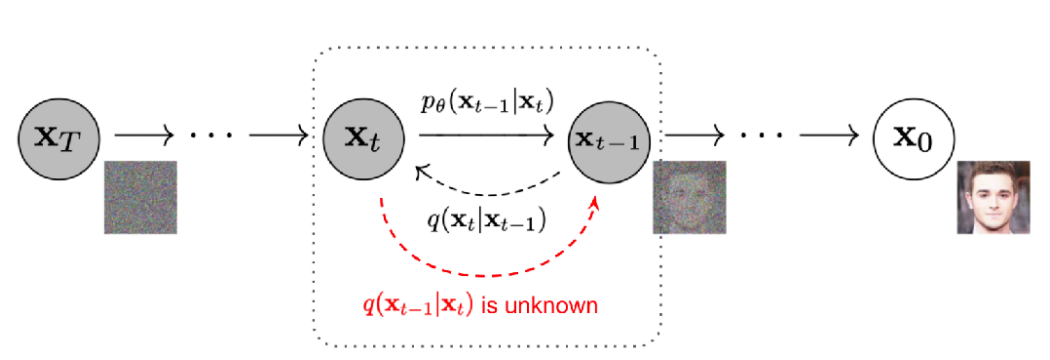 p_θ(x_{t−1}|x_t)
x_T ⋯ x_t x_{t−1} ⋯ x_0
q(x_t|x_{t−1})
q(x_{t−1}|x_t) is unknown